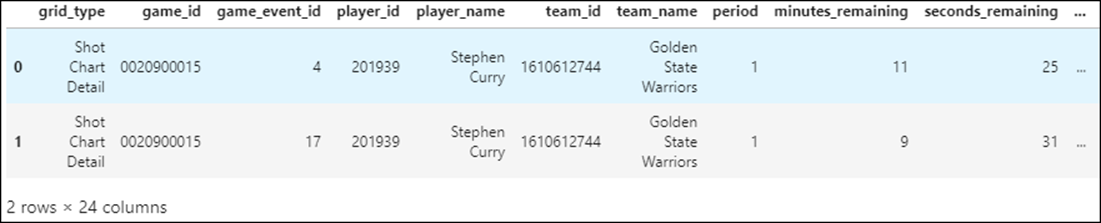 grid_type game_id game_event_id player_id player_name team_id team_name period minutes_remaining seconds_remaining ...
0 Shot Chart Detail 0020900015 4 201939 Stephen Curry 1610612744 Golden State Warriors 1 11 25 ...
1 Shot Chart Detail 0020900015 17 201939 Stephen Curry 1610612744 Golden State Warriors 1 9 31 ...
2 rows × 24 columns